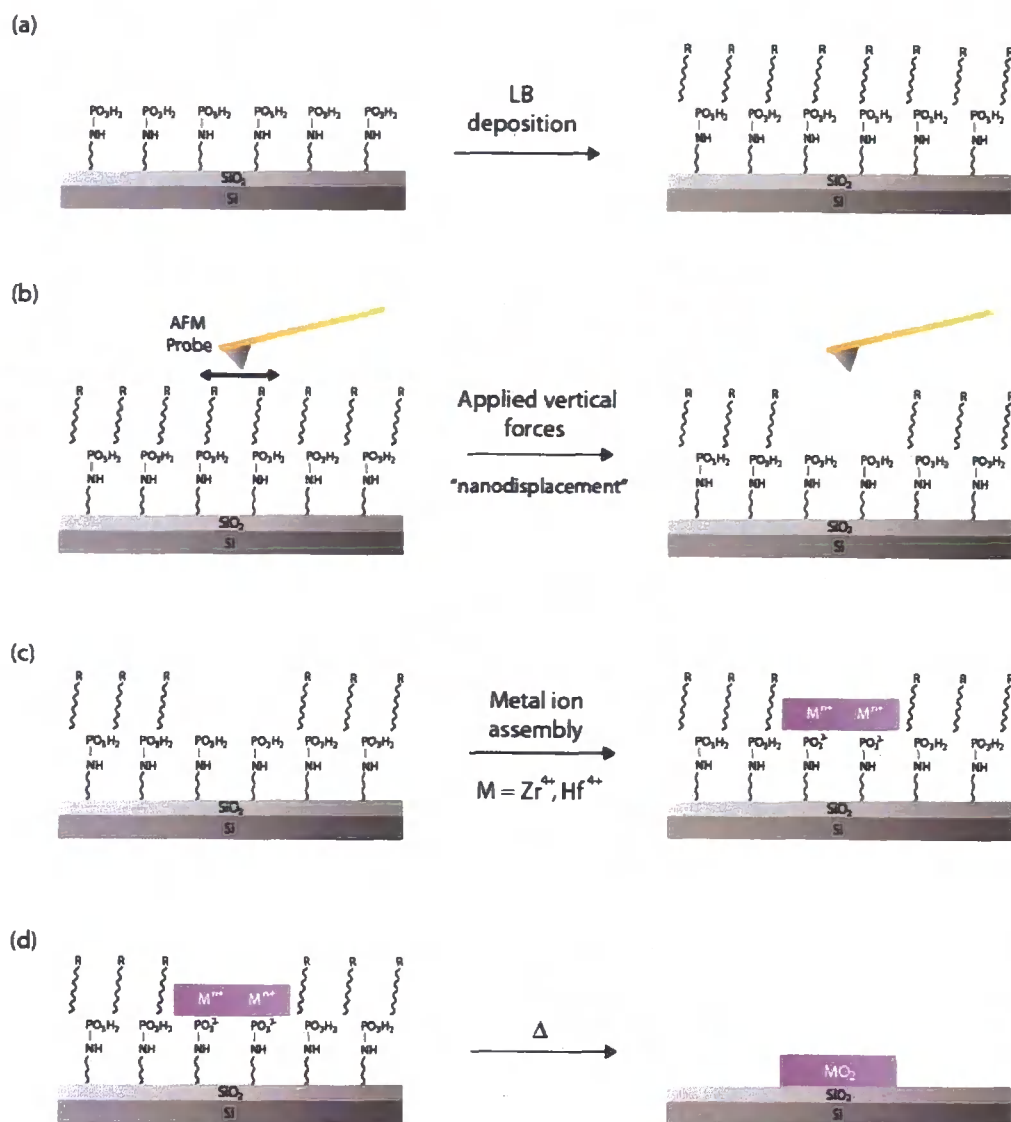 (a)
R R R R R R R
PO₃H₂ PO₃H₂ PO₃H₂ PO₃H₂ PO₃H₂ PO₃H₂
NH NH NH NH NH NH
SiO₂
Si
LB
deposition
PO₃H₂ PO₃H₂ PO₃H₂ PO₃H₂ PO₃H₂ PO₃H₂
NH NH NH NH NH NH
SiO₂
Si
(b)
AFM
Probe
R R R R R R R
PO₃H₂ PO₃H₂ PO₃H₂ PO₃H₂ PO₃H₂ PO₃H₂
NH NH NH NH NH NH
SiO₂
Si
Applied vertical
forces
"nanodisplacement"
R R R R R R
PO₃H₂ PO₃H₂ PO₃H₂ PO₃H₂ PO₃H₂ PO₃H₂
NH NH NH NH NH NH
SiO₂
Si
(c)
R R R R R R
PO₃H₂ PO₃H₂ PO₃H₂ PO₃H₂ PO₃H₂ PO₃H₂
NH NH NH NH NH NH
SiO₂
Si
Metal ion
assembly
M = Zr⁴⁺, Hf⁴⁺
R R R R R R
Mⁿ⁺ Mⁿ⁺
PO₃H₂ PO₃H₂ PO₃²⁻ PO₃²⁻ PO₃H₂ PO₃H₂
NH NH NH NH NH NH
SiO₂
Si
(d)
R R R R R R
Mⁿ⁺ Mⁿ⁺
PO₃H₂ PO₃H₂ PO₃²⁻ PO₃²⁻ PO₃H₂ PO₃H₂
NH NH NH NH NH NH
SiO₂
Si
Δ
MO₂
SiO₂
Si